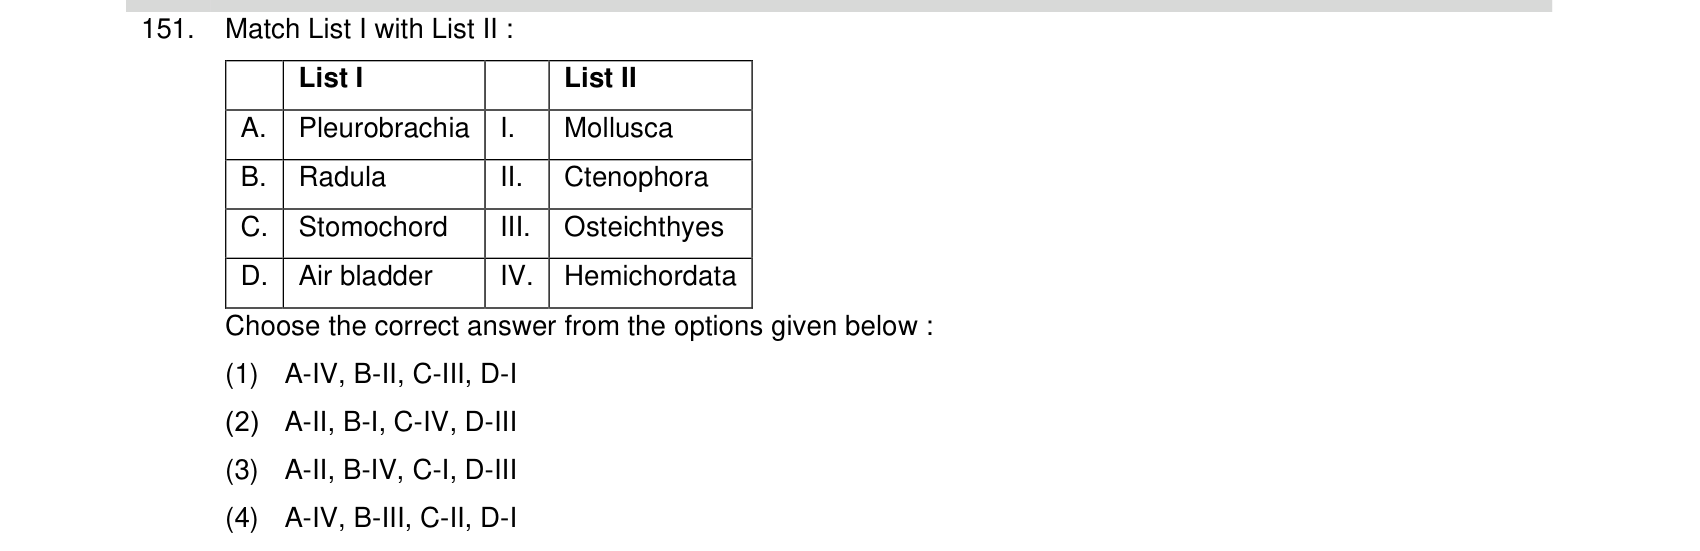 151. Match List I with List II :
List I List II
A. Pleurobrachia I. Mollusca
B. Radula II. Ctenophora
C. Stomochord III. Osteichthyes
D. Air bladder IV. Hemichordata
Choose the correct answer from the options given below :
(1) A-IV, B-II, C-III, D-I
(2) A-II, B-I, C-IV, D-III
(3) A-II, B-IV, C-I, D-III
(4) A-IV, B-III, C-II, D-I